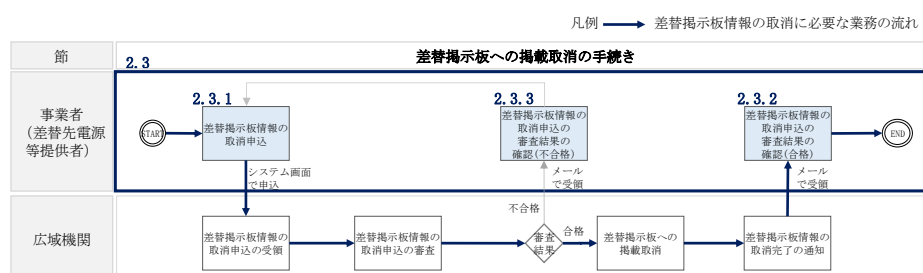 凡例 差替掲示板情報の取消に必要な業務の流れ
節
2.3
差替掲示板への掲載取消の手続き
事業者
(差替先電源
等提供者)
START
2.3.1
差替掲示板情報の
取消申込
2.3.3
差替掲示板情報の
取消申込の
審査結果の
確認(不合格)
2.3.2
差替掲示板情報の
取消申込の
審査結果の
確認(合格)
END
システム画面
で申込
メール
で受領
メール
で受領
広域機関
差替掲示板情報の
取消申込の受領
差替掲示板情報の
取消申込の審査
不合格
審査
結果
合格
差替掲示板への
掲載取消
差替掲示板情報の
取消完了の通知